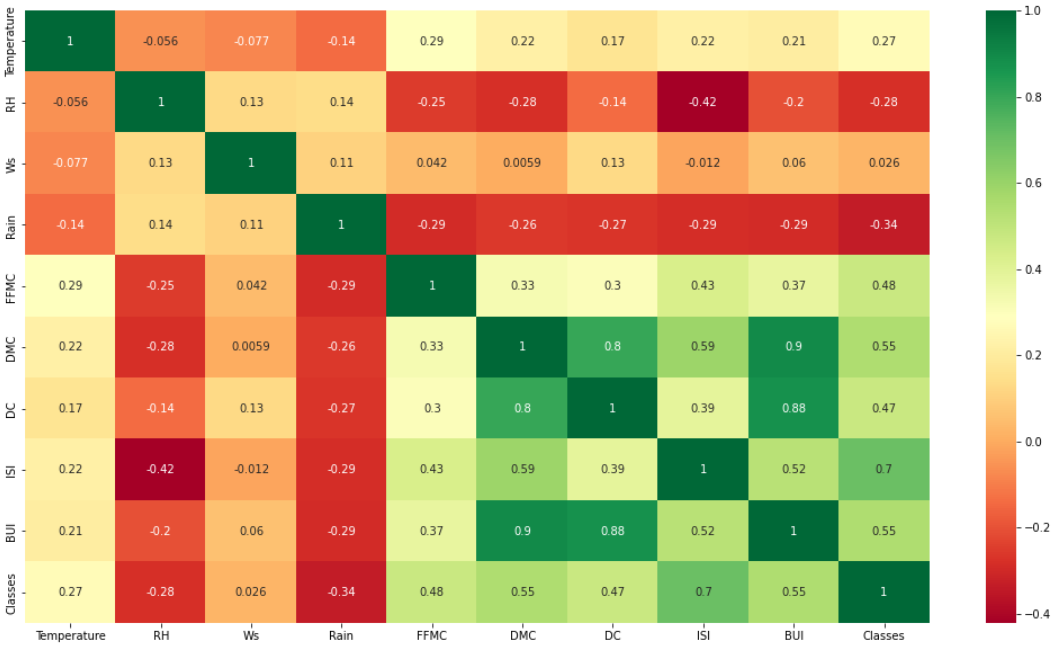 Temperature 1 -0.056 -0.077 -0.14 0.29 0.22 0.17 0.22 0.21 0.27
RH -0.056 1 0.13 0.14 -0.25 -0.28 -0.14 -0.42 -0.2 -0.28
Ws -0.077 0.13 1 0.11 0.042 0.0059 0.13 -0.012 0.06 0.026
Rain -0.14 0.14 0.11 1 -0.29 -0.26 -0.27 -0.29 -0.29 -0.34
FFMC 0.29 -0.25 0.042 -0.29 1 0.33 0.3 0.43 0.37 0.48
DMC 0.22 -0.28 0.0059 -0.26 0.33 1 0.8 0.59 0.9 0.55
DC 0.17 -0.14 0.13 -0.27 0.3 0.8 1 0.39 0.88 0.47
ISI 0.22 -0.42 -0.012 -0.29 0.43 0.59 0.39 1 0.52 0.7
BUI 0.21 -0.2 0.06 -0.29 0.37 0.9 0.88 0.52 1 0.55
Classes 0.27 -0.28 0.026 -0.34 0.48 0.55 0.47 0.7 0.55 1
Temperature RH Ws Rain FFMC DMC DC ISI BUI Classes
1.0
0.8
0.6
0.4
0.2
0.0
−0.2
−0.4